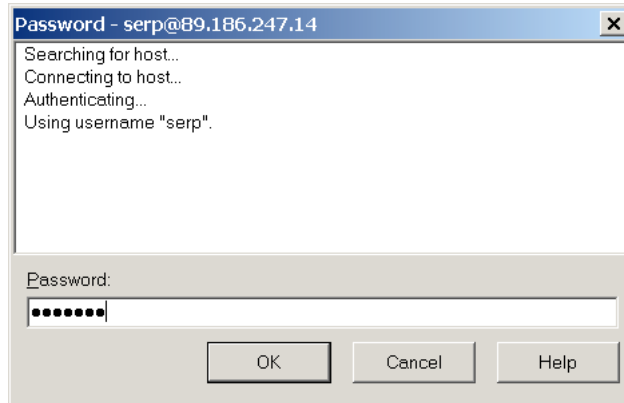 Password - serp@89.186.247.14
Searching for host...
Connecting to host...
Authenticating...
Using username "serp".
Password:
•••••••
OK Cancel Help